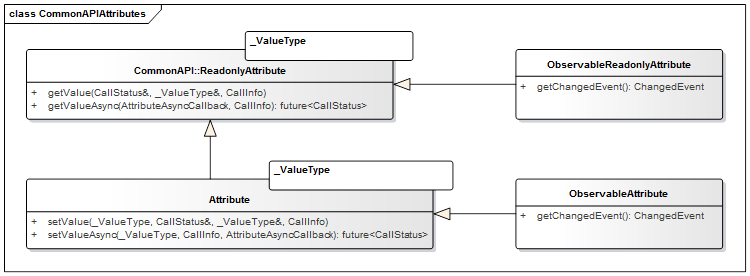 class CommonAPIAttributes
_ValueType
CommonAPI::ReadonlyAttribute
+ getValue(CallStatus&, _ValueType&, CallInfo)
+ getValueAsync(AttributeAsyncCallback, CallInfo): future<CallStatus>
ObservableReadonlyAttribute
+ getChangedEvent(): ChangedEvent
_ValueType
Attribute
+ setValue(_ValueType, CallStatus&, _ValueType&, CallInfo)
+ setValueAsync(_ValueType, CallInfo, AttributeAsyncCallback): future<CallStatus>
ObservableAttribute
+ getChangedEvent(): ChangedEvent